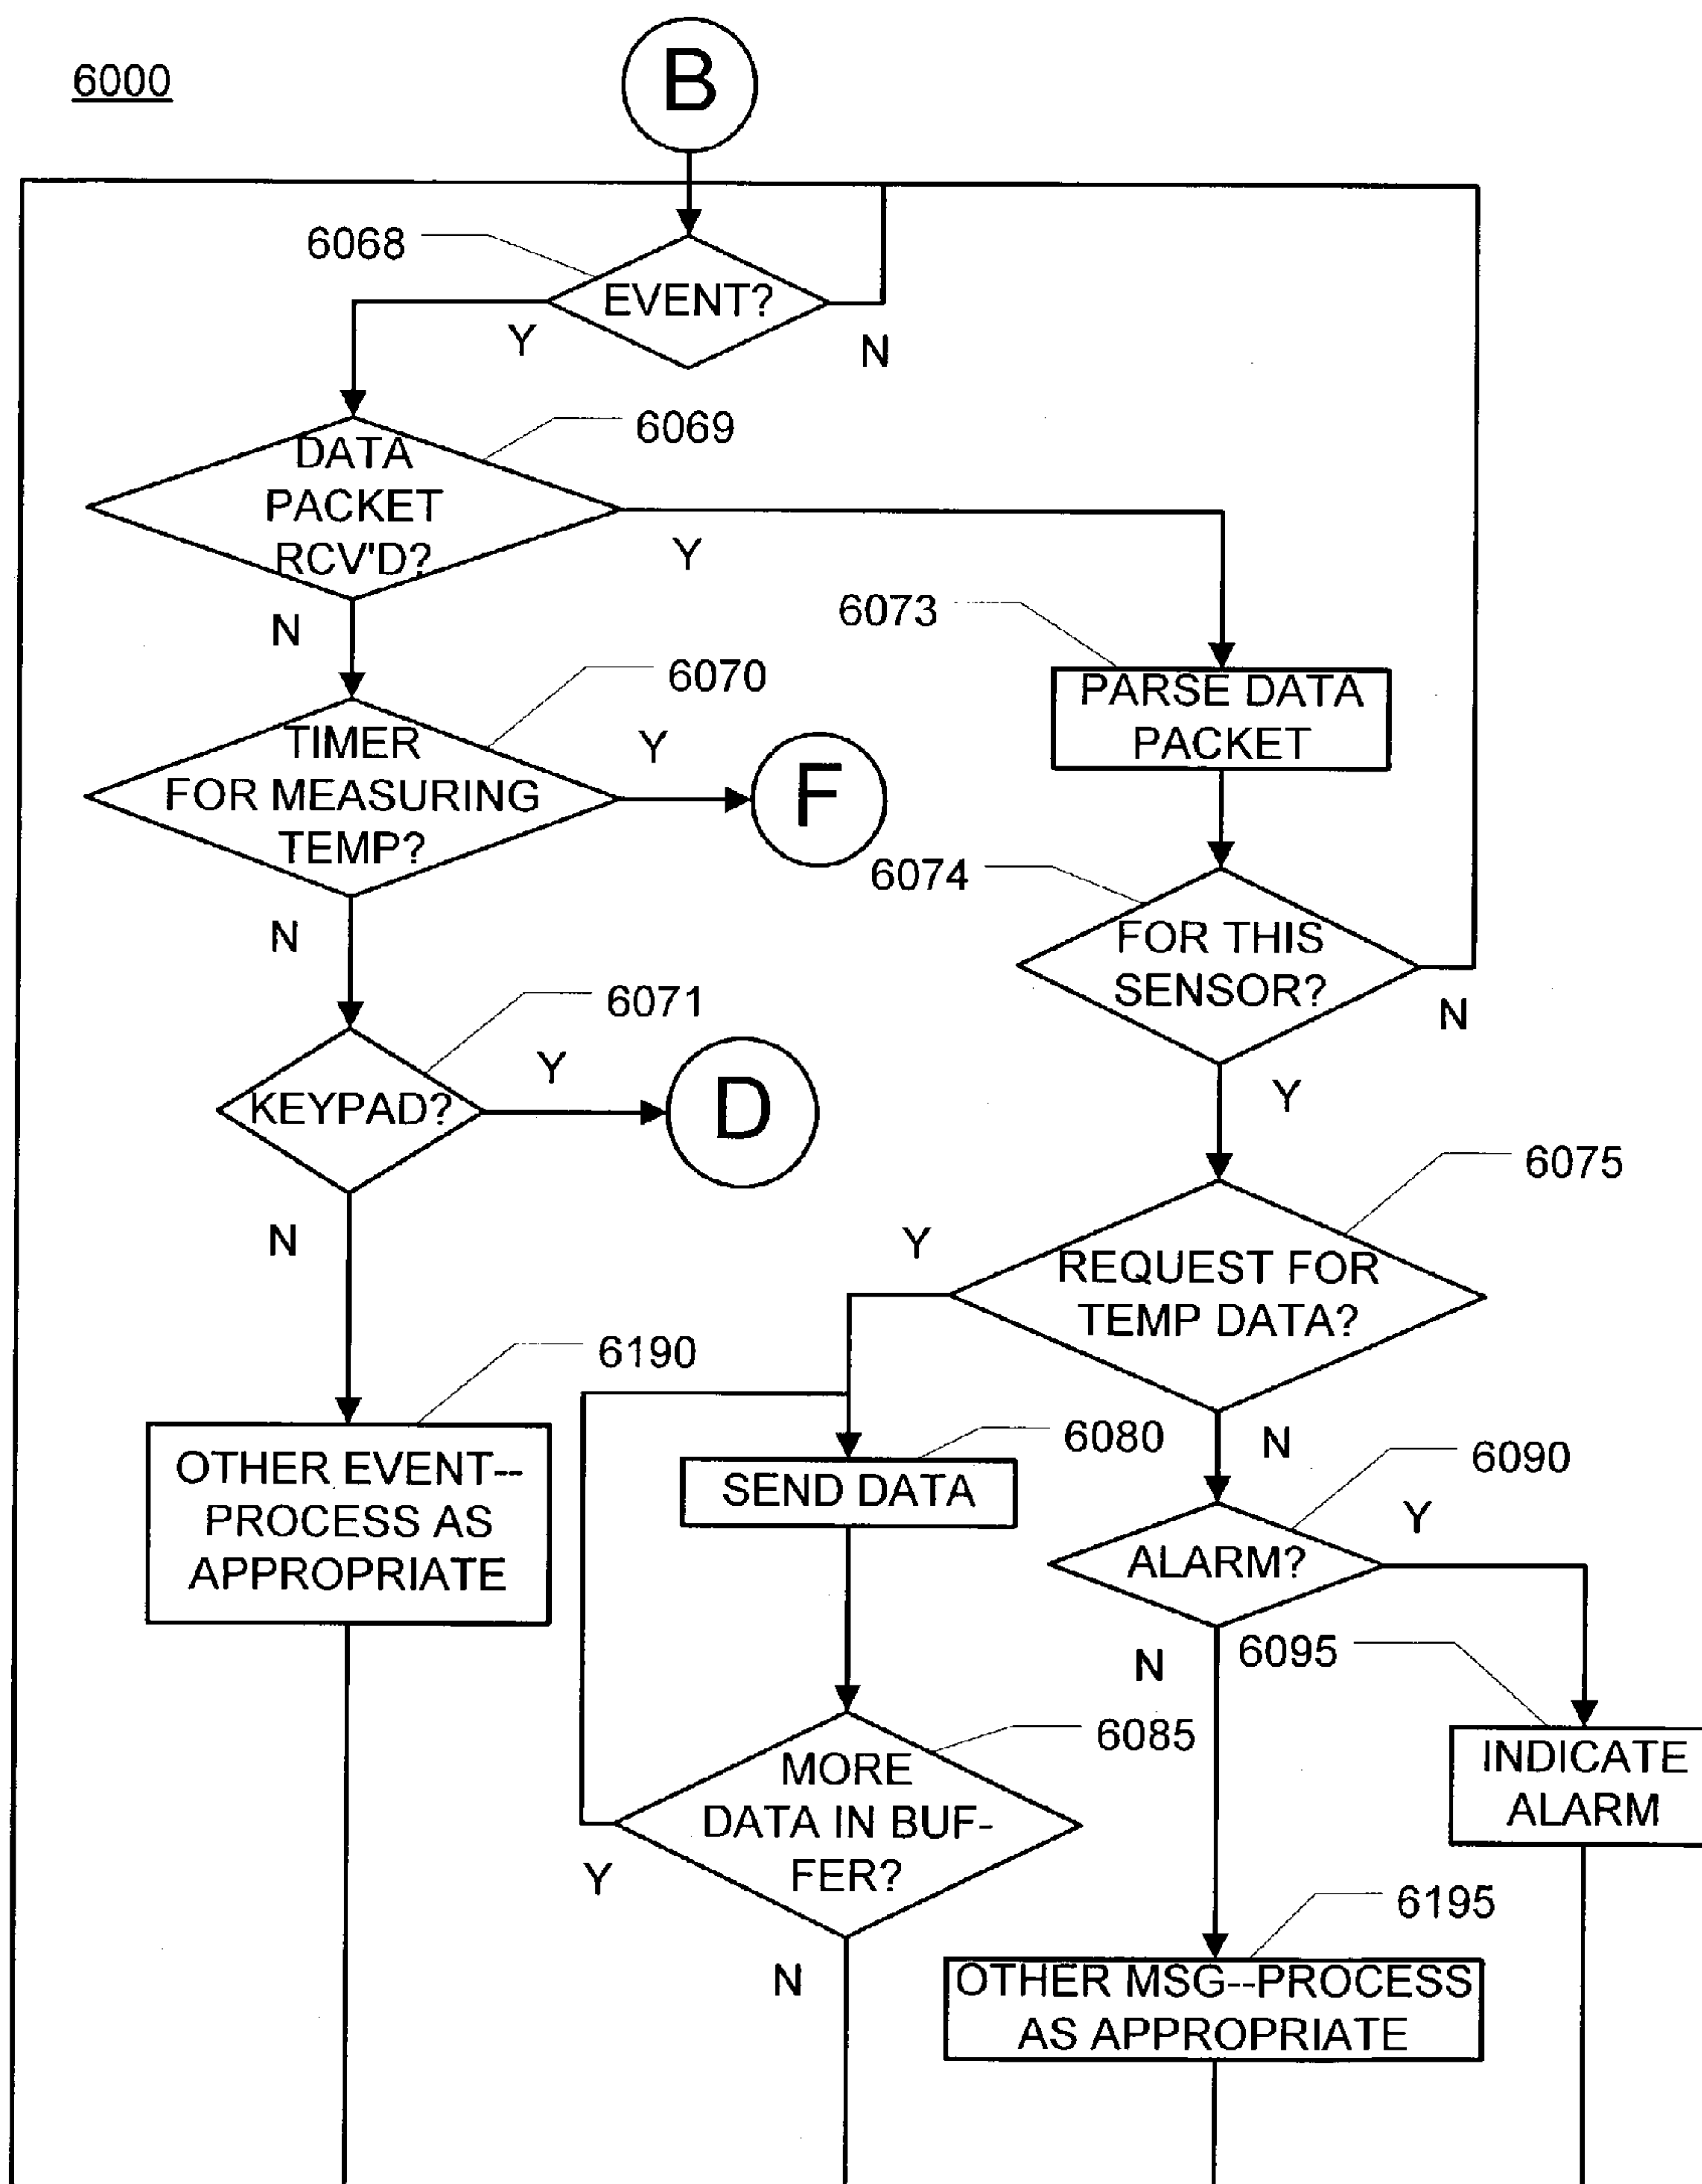 6000
B
6068
EVENT?
Y
N
6069
DATA
PACKET
RCV'D?
Y
N
6073
PARSE DATA
PACKET
6070
TIMER
FOR MEASURING
TEMP?
Y
F
N
6074
FOR THIS
SENSOR?
N
Y
6071
KEYPAD?
Y
D
N
6075
REQUEST FOR
TEMP DATA?
Y
N
6190
OTHER EVENT--
PROCESS AS
APPROPRIATE
6080
SEND DATA
6090
ALARM?
Y
N
6095
INDICATE
ALARM
6085
MORE
DATA IN BUF-
FER?
Y
N
6195
OTHER MSG--PROCESS
AS APPROPRIATE